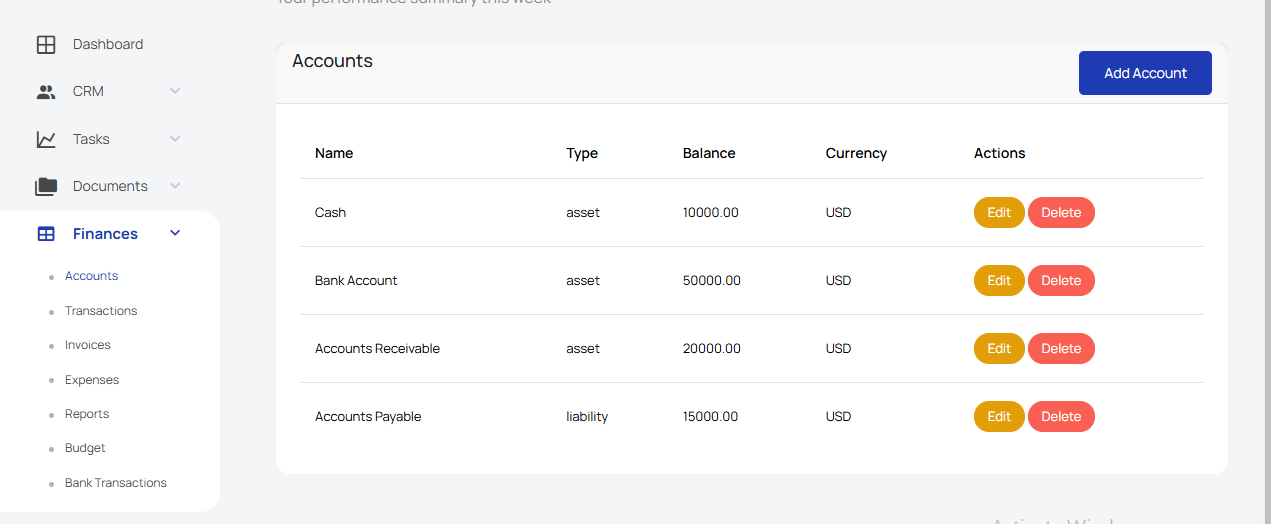 Your performance summary this week
Dashboard
CRM
Tasks
Documents
Finances
Accounts
Transactions
Invoices
Expenses
Reports
Budget
Bank Transactions
Accounts
Add Account
Name Type Balance Currency Actions
Cash asset 10000.00 USD Edit Delete
Bank Account asset 50000.00 USD Edit Delete
Accounts Receivable asset 20000.00 USD Edit Delete
Accounts Payable liability 15000.00 USD Edit Delete